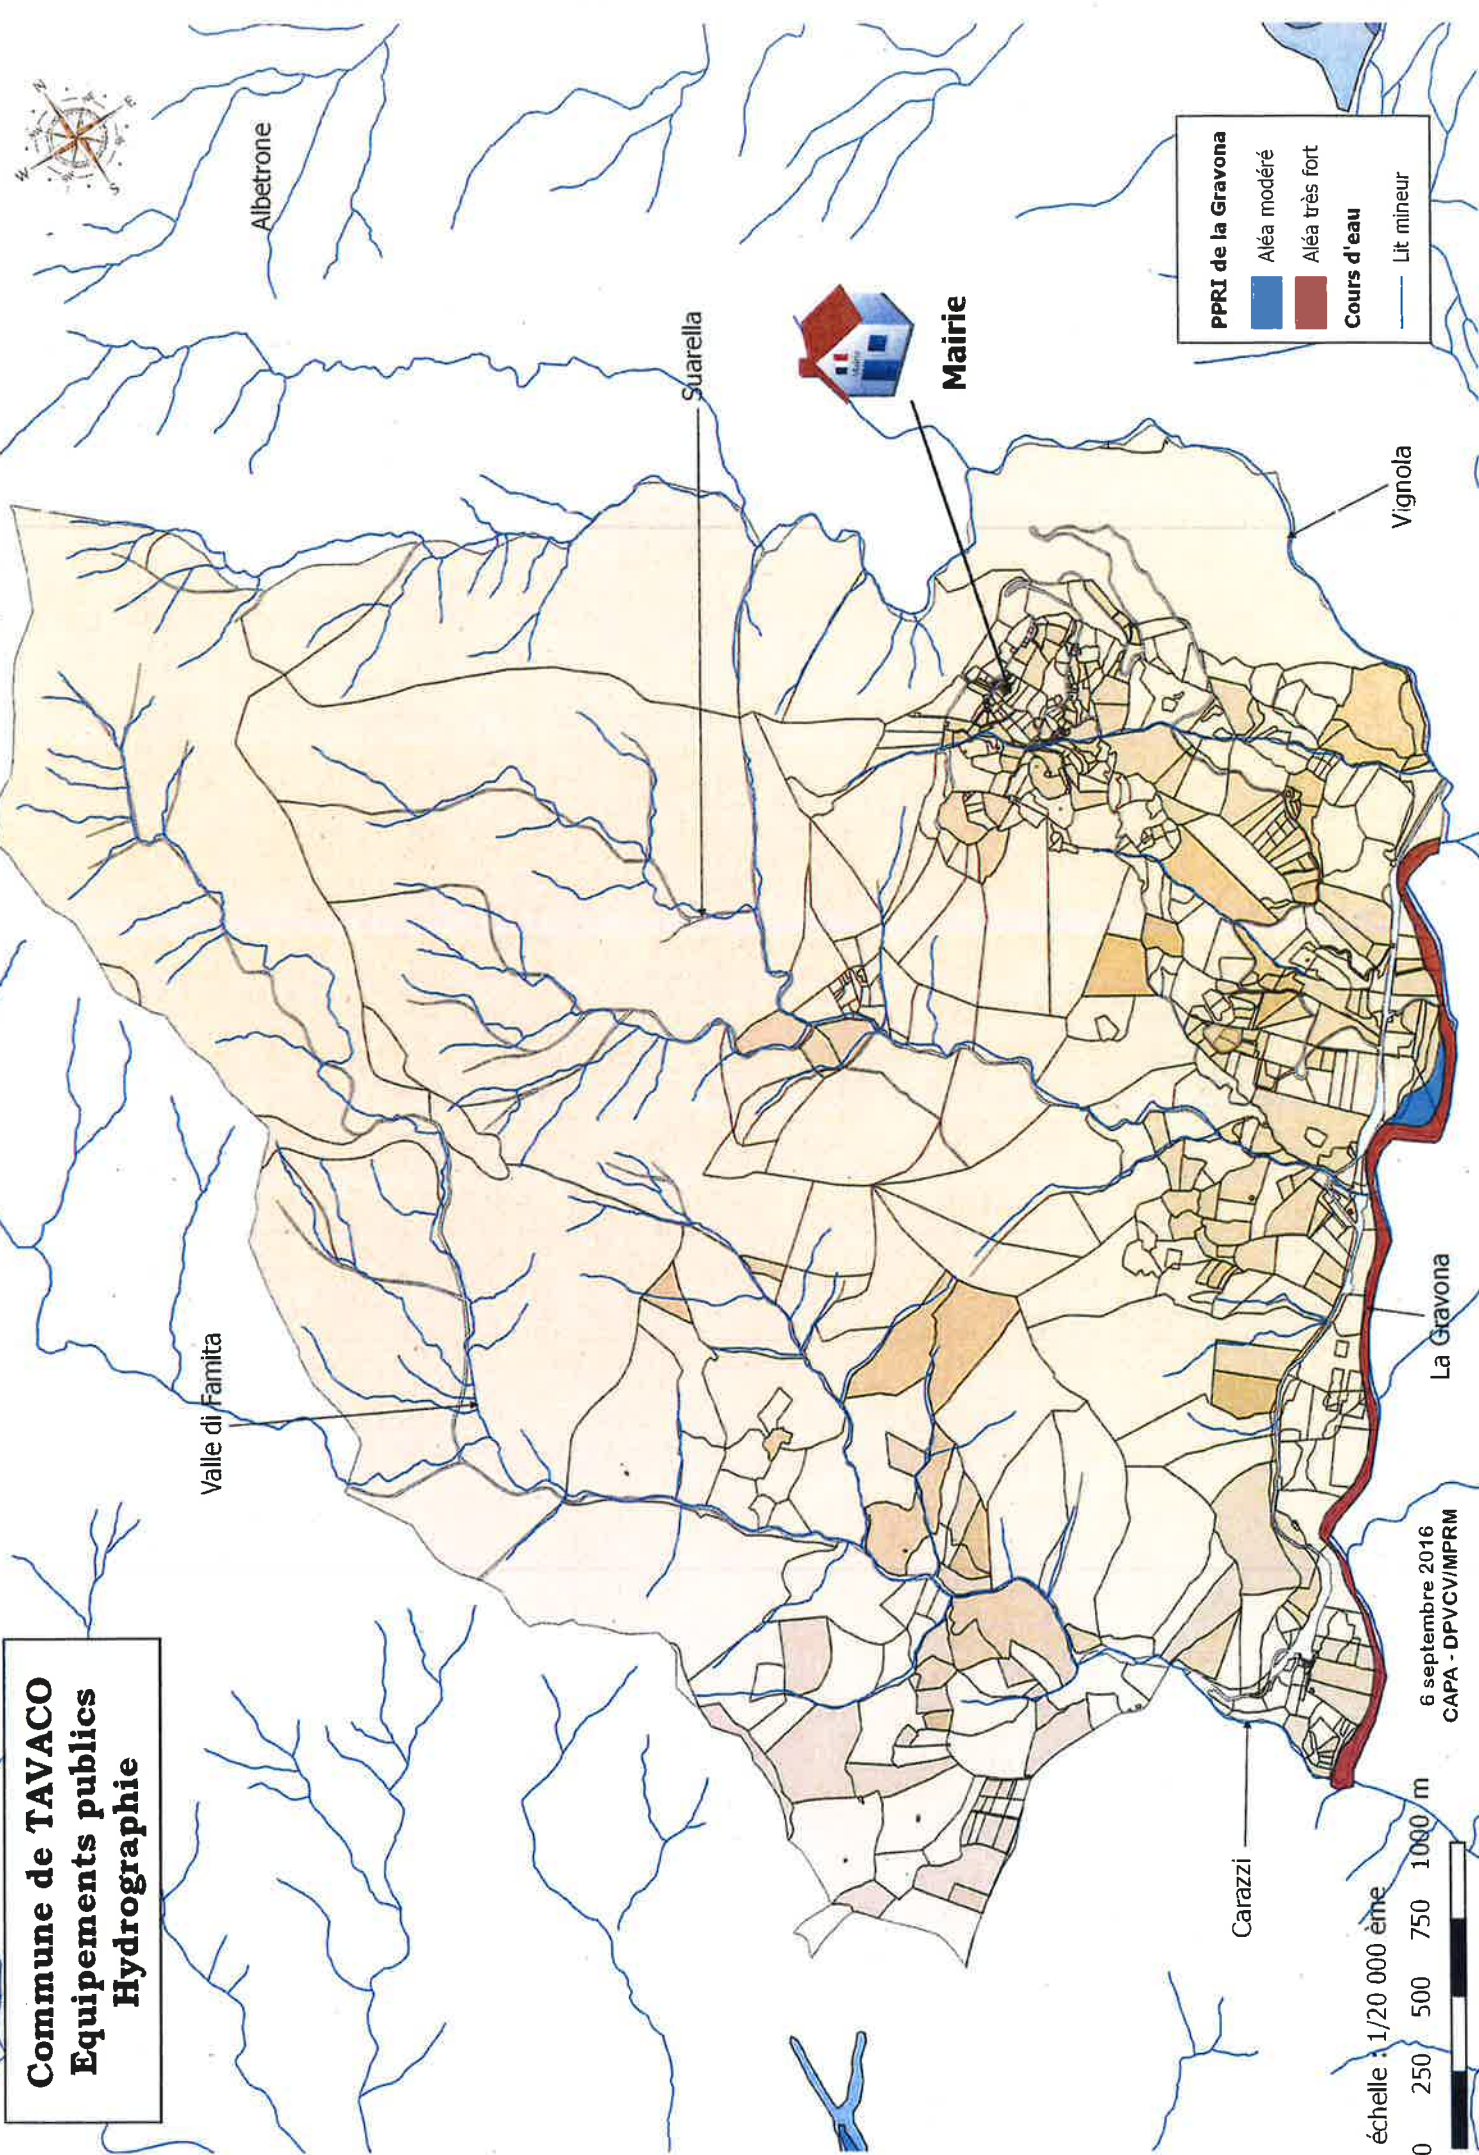 Commune de TAVACO
Equipements publics
Hydrographie
N
E
S
W
Albetrone
Valle di Famita
Suarella
Mairie
Mairie
Vignola
La Gravona
Carazzi
PPRI de la Gravona
Aléa modéré
Aléa très fort
Cours d'eau
Lit mineur
échelle : 1/20 000 ème
0 250 500 750 1000 m
6 septembre 2016
CAPA - DPVCV/MPRM